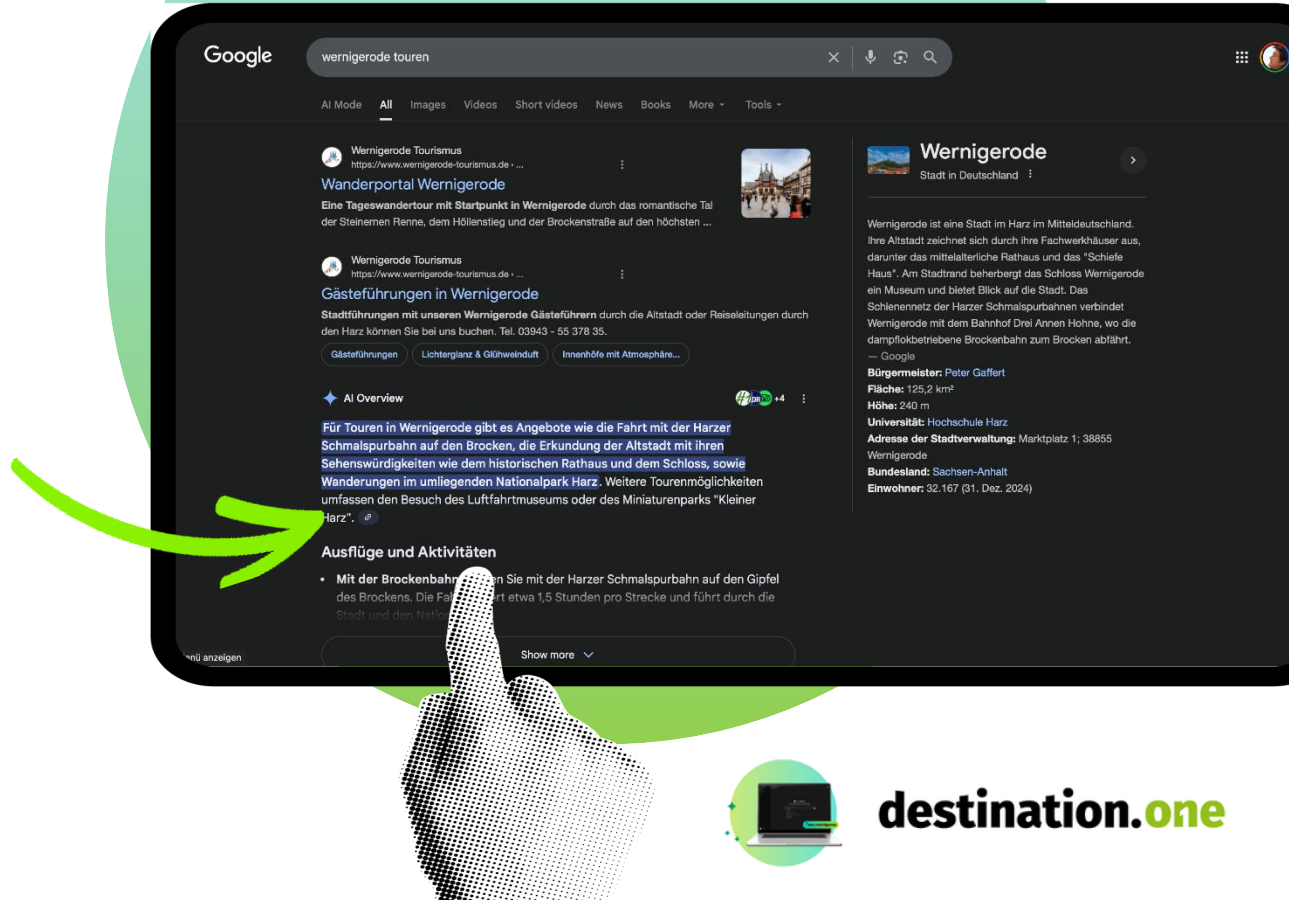 Google
wernigerode touren
AI Mode All Images Videos Short videos News Books More Tools
Wernigerode Tourismus
https://www.wernigerode-tourismus.de › ...
Wanderportal Wernigerode
Eine Tageswandertour mit Startpunkt in Wernigerode durch das romantische Tal
der Steinernen Renne, dem Höllenstieg und der Brockenstraße auf den höchsten ...
Wernigerode Tourismus
https://www.wernigerode-tourismus.de › ...
Gästeführungen in Wernigerode
Stadtführungen mit unseren Wernigerode Gästeführern durch die Altstadt oder Reiseleitungen durch
den Harz können Sie bei uns buchen. Tel. 03943 - 55 378 35.
Gästeführungen Lichterglanz & Glühweinduft Innenhöfe mit Atmosphäre...
AI Overview +4
Für Touren in Wernigerode gibt es Angebote wie die Fahrt mit der Harzer
Schmalspurbahn auf den Brocken, die Erkundung der Altstadt mit ihren
Sehenswürdigkeiten wie dem historischen Rathaus und dem Schloss, sowie
Wanderungen im umliegenden Nationalpark Harz. Weitere Tourenmöglichkeiten
umfassen den Besuch des Luftfahrtmuseums oder des Miniaturenparks "Kleiner
Harz".
Ausflüge und Aktivitäten
• Mit der Brockenbahn Sie mit der Harzer Schmalspurbahn auf den Gipfel
des Brockens. Die etwa 1,5 Stunden pro Strecke und führt durch die
Stadt und den
Show more
anzeigen
Wernigerode
Stadt in Deutschland
Wernigerode ist eine Stadt im Harz im Mitteldeutschland.
Ihre Altstadt zeichnet sich durch ihre Fachwerkhäuser aus,
darunter das mittelalterliche Rathaus und das "Schiefe
Haus". Am Stadtrand beherbergt das Schloss Wernigerode
ein Museum und bietet Blick auf die Stadt. Das
Schienennetz der Harzer Schmalspurbahnen verbindet
Wernigerode mit dem Bahnhof Drei Annen Hohne, wo die
dampflokbetriebene Brockenbahn zum Brocken abfährt.
— Google
Bürgermeister: Peter Gaffert
Fläche: 125,2 km²
Höhe: 240 m
Universität: Hochschule Harz
Adresse der Stadtverwaltung: Marktplatz 1; 38855
Wernigerode
Bundesland: Sachsen-Anhalt
Einwohner: 32.167 (31. Dez. 2024)
destination.one